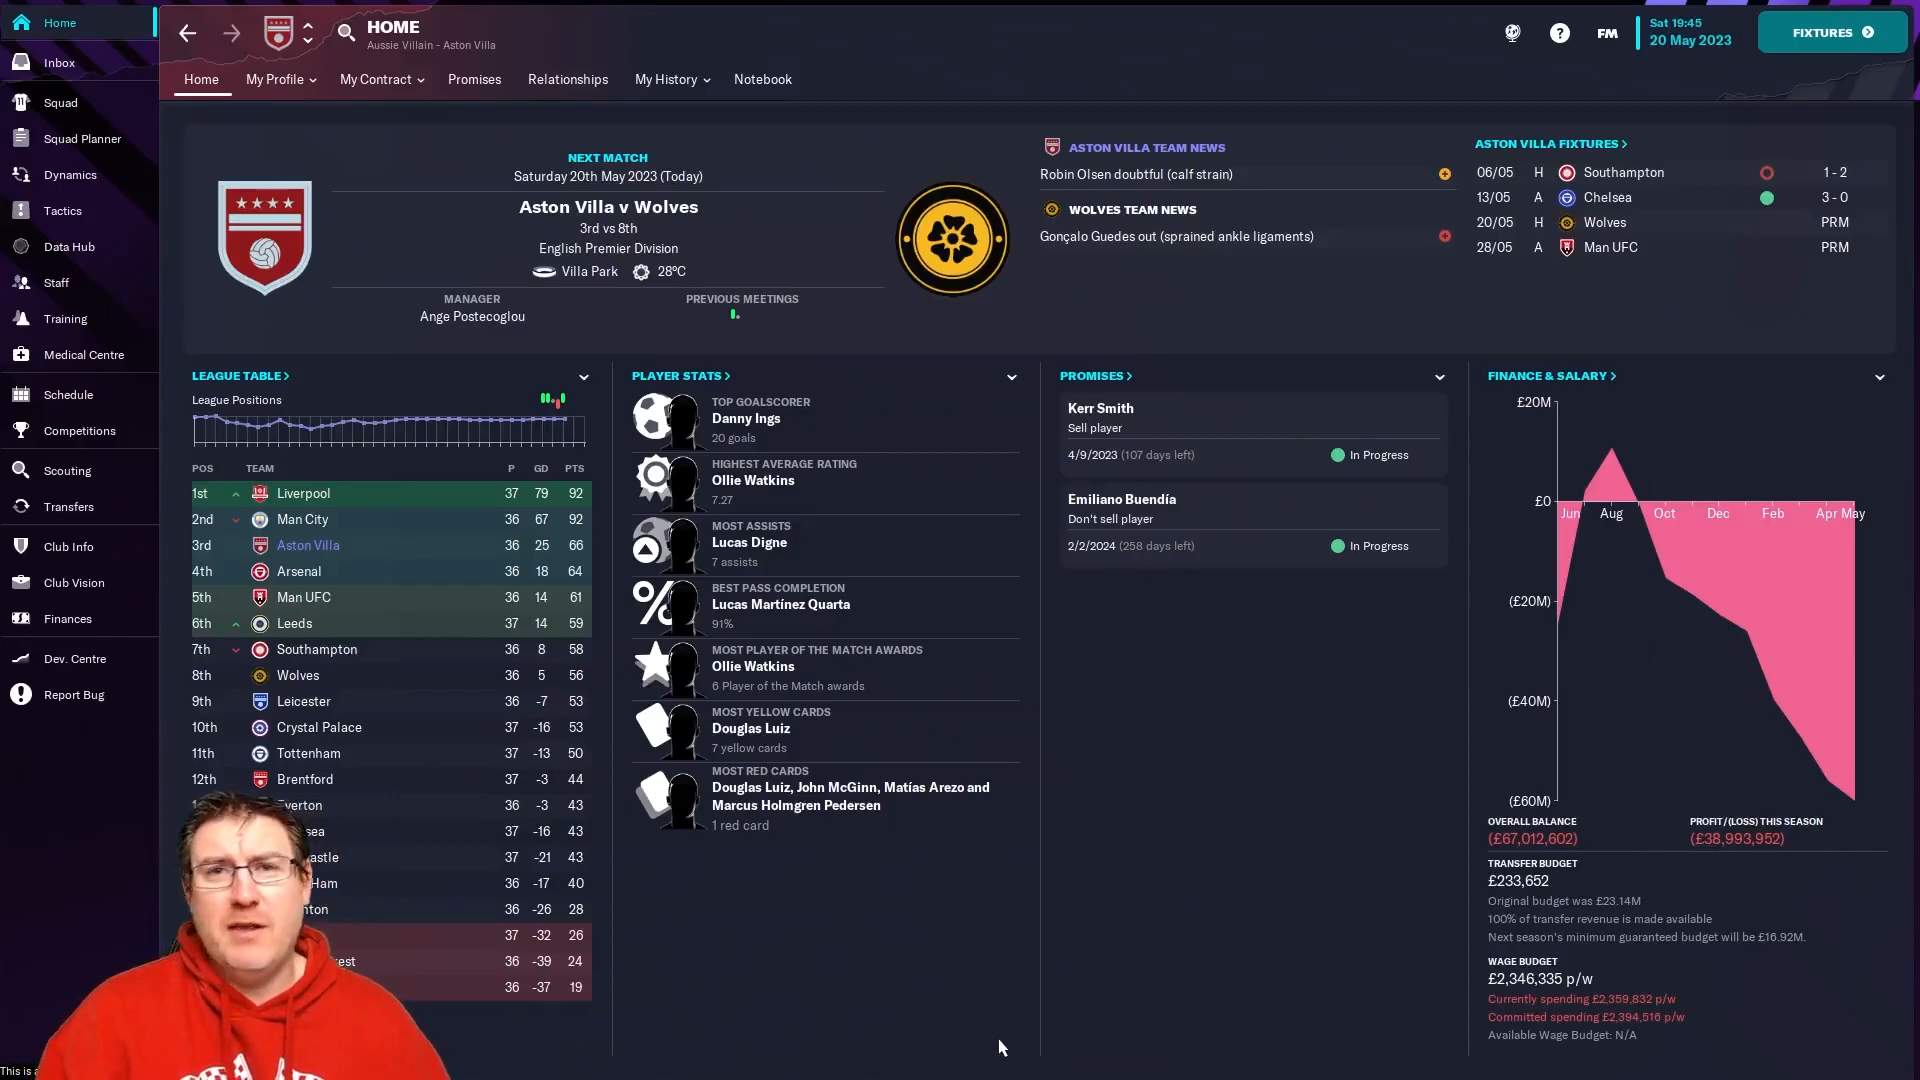 Home
Inbox
Squad
Squad Planner
Dynamics
Tactics
Data Hub
Staff
Training
Medical Centre
Schedule
Competitions
Scouting
Transfers
Club Info
Club Vision
Finances
Dev. Centre
Report Bug
HOME
Aussie Villain - Aston Villa
FM
Sat 19:45
20 May 2023
FIXTURES
Home My Profile My Contract Promises Relationships My History Notebook
NEXT MATCH
Saturday 20th May 2023 (Today)
Aston Villa v Wolves
3rd vs 8th
English Premier Division
Villa Park 28°C
MANAGER
Ange Postecoglou
PREVIOUS MEETINGS
ASTON VILLA TEAM NEWS
Robin Olsen doubtful (calf strain)
WOLVES TEAM NEWS
Gonçalo Guedes out (sprained ankle ligaments)
ASTON VILLA FIXTURES >
06/05 H Southampton 1 - 2
13/05 A Chelsea 3 - 0
20/05 H Wolves PRM
28/05 A Man UFC PRM
LEAGUE TABLE >
League Positions
POS TEAM P GD PTS
1st Liverpool 37 79 92
2nd Man City 36 67 92
3rd Aston Villa 36 25 66
4th Arsenal 36 18 64
5th Man UFC 36 14 61
6th Leeds 37 14 59
7th Southampton 36 8 58
8th Wolves 36 5 56
9th Leicester 36 -7 53
10th Crystal Palace 37 -16 53
11th Tottenham 37 -13 50
12th Brentford 37 -3 44
verton 36 -3 43
sea 37 -16 43
astle 37 -21 43
Ham 36 -17 40
nton 36 -26 28
37 -32 26
rest 36 -39 24
36 -37 19
PLAYER STATS >
TOP GOALSCORER
Danny Ings
20 goals
HIGHEST AVERAGE RATING
Ollie Watkins
7.27
MOST ASSISTS
Lucas Digne
7 assists
BEST PASS COMPLETION
Lucas Martínez Quarta
91%
MOST PLAYER OF THE MATCH AWARDS
Ollie Watkins
6 Player of the Match awards
MOST YELLOW CARDS
Douglas Luiz
7 yellow cards
MOST RED CARDS
Douglas Luiz, John McGinn, Matías Arezo and
Marcus Holmgren Pedersen
1 red card
PROMISES >
Kerr Smith
Sell player
4/9/2023 (107 days left) In Progress
Emiliano Buendía
Don't sell player
2/2/2024 (258 days left) In Progress
FINANCE & SALARY >
£20M
£0
(£20M)
(£40M)
(£60M)
Jun Aug Oct Dec Feb Apr May
OVERALL BALANCE
(£67,012,602)
PROFIT/(LOSS) THIS SEASON
(£38,993,952)
TRANSFER BUDGET
£233,652
Original budget was £23.14M
100% of transfer revenue is made available
Next season's minimum guaranteed budget will be £16.92M.
WAGE BUDGET
£2,346,335 p/w
Currently spending £2,359,832 p/w
Committed spending £2,394,516 p/w
Available Wage Budget: N/A
This is a